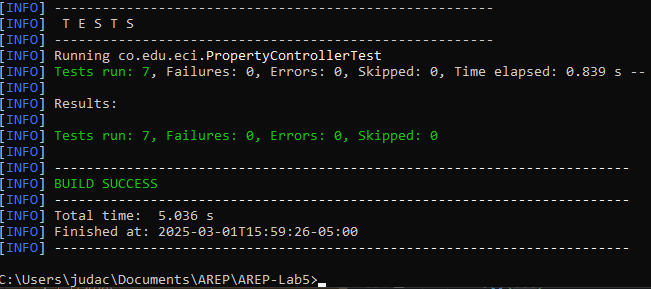 [INFO] -------------------------------------------------------
[INFO]  T E S T S
[INFO] -------------------------------------------------------
[INFO] Running co.edu.eci.PropertyControllerTest
[INFO] Tests run: 7, Failures: 0, Errors: 0, Skipped: 0, Time elapsed: 0.839 s --
[INFO]
[INFO] Results:
[INFO]
[INFO] Tests run: 7, Failures: 0, Errors: 0, Skipped: 0
[INFO]
[INFO] ------------------------------------------------------------------------
[INFO] BUILD SUCCESS
[INFO] ------------------------------------------------------------------------
[INFO] Total time:  5.036 s
[INFO] Finished at: 2025-03-01T15:59:26-05:00
[INFO] ------------------------------------------------------------------------
C:\Users\judac\Documents\AREP\AREP-Lab5>